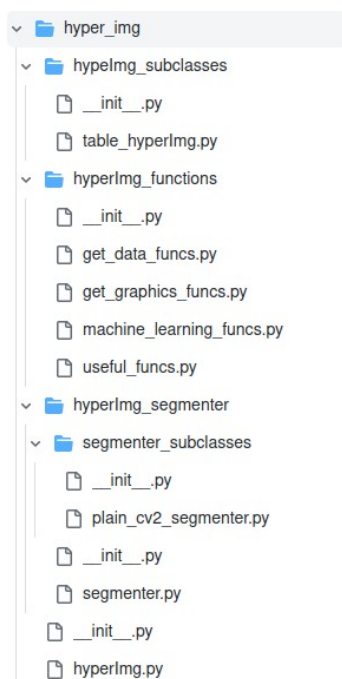 hyper_img
hypeImg_subclasses
__init__.py
table_hyperImg.py
hyperImg_functions
__init__.py
get_data_funcs.py
get_graphics_funcs.py
machine_learning_funcs.py
useful_funcs.py
hyperImg_segmenter
segmenter_subclasses
__init__.py
plain_cv2_segmenter.py
__init__.py
segmenter.py
__init__.py
hyperImg.py